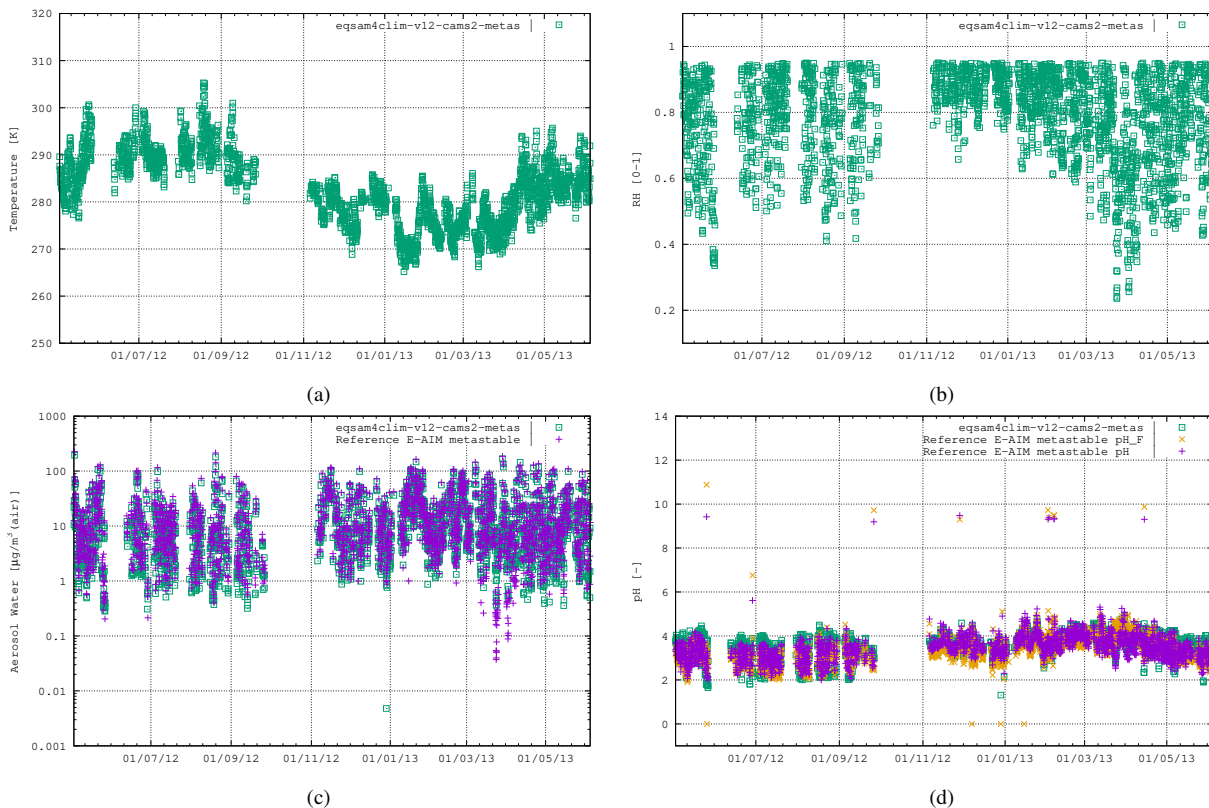 320
310
300
290
280
270
260
250
Temperature [K]
eqsam4clim-v12-cams2-metas
01/07/12 01/09/12 01/11/12 01/01/13 01/03/13 01/05/13
(a)
1
0.8
0.6
0.4
0.2
RH [0-1]
eqsam4clim-v12-cams2-metas
01/07/12 01/09/12 01/11/12 01/01/13 01/03/13 01/05/13
(b)
1000
100
10
1
0.1
0.01
0.001
Aerosol Water [µg/m³(air)]
eqsam4clim-v12-cams2-metas
Reference E-AIM metastable
01/07/12 01/09/12 01/11/12 01/01/13 01/03/13 01/05/13
(c)
14
12
10
8
6
4
2
0
pH [-]
eqsam4clim-v12-cams2-metas
Reference E-AIM metastable pH_F
Reference E-AIM metastable pH
01/07/12 01/09/12 01/11/12 01/01/13 01/03/13 01/05/13
(d)